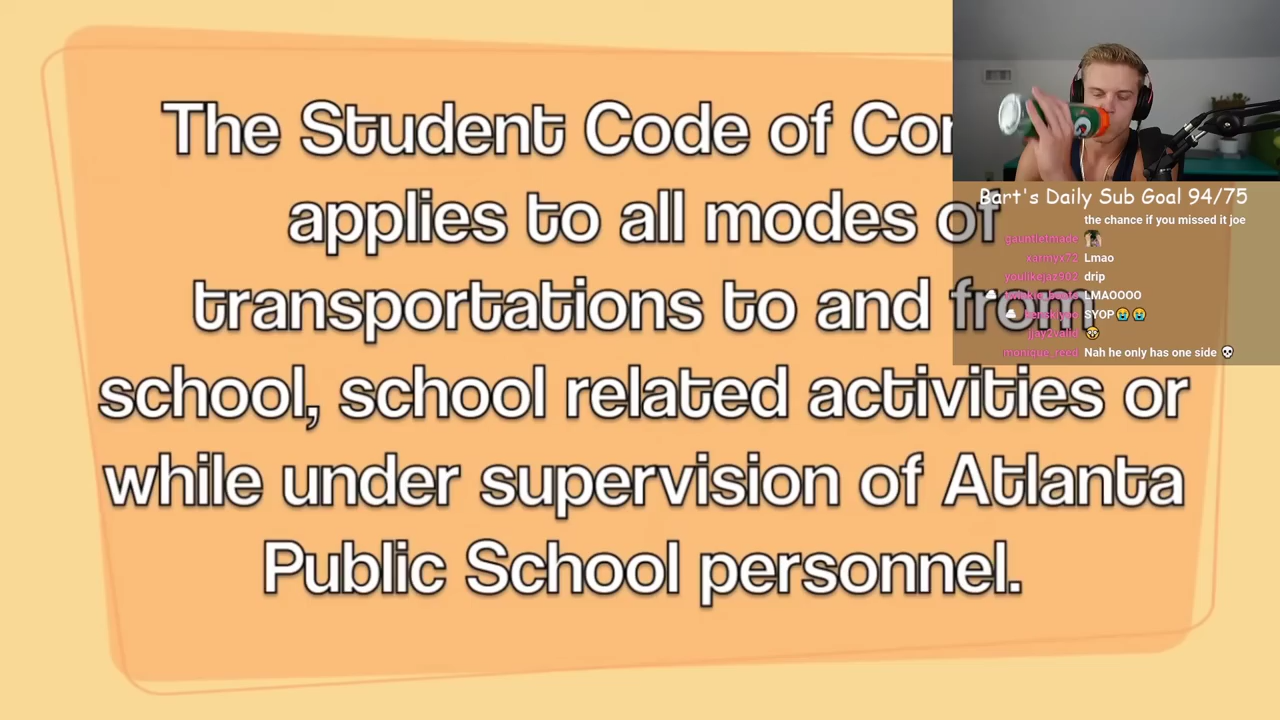 The Student Code of
applies to all modes of
transportations to and from
school, school related activities or
while under supervision of Atlanta
Public School personnel.
Bart's Daily Sub Goal 94/75
the chance if you missed it joe
Lmao
drip
LMAOOOO
SYOP 😭 😭
monique_reed Nah he only has one side 💀